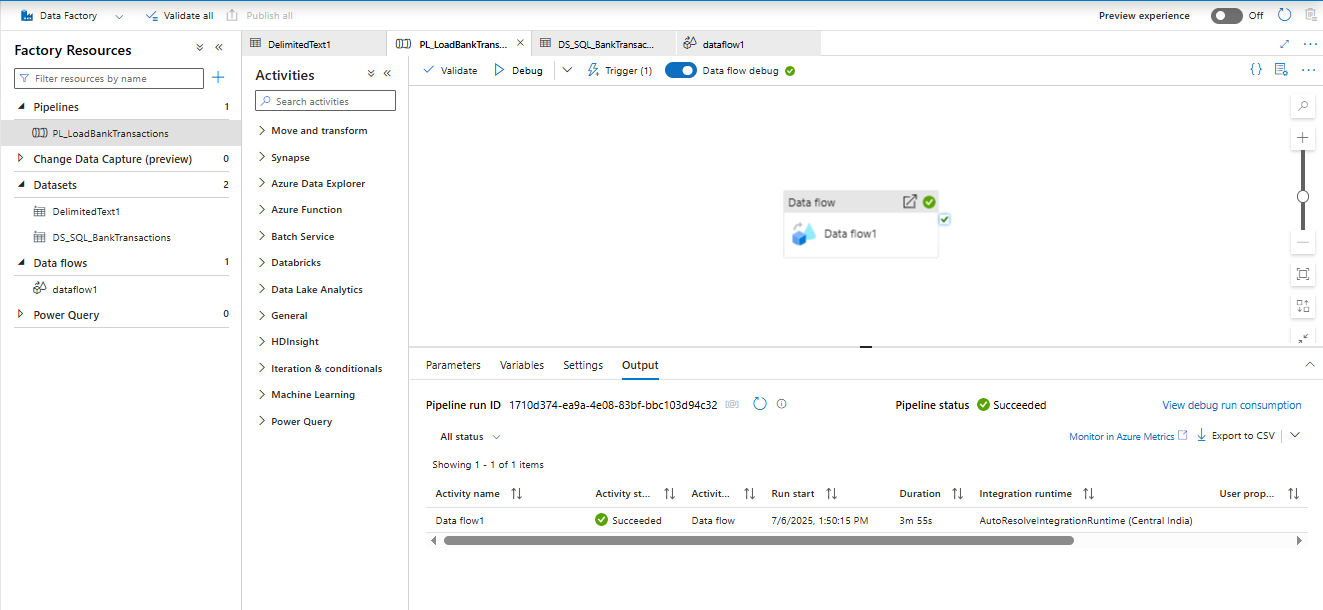 Data Factory Validate all Publish all Preview experience Off
Factory Resources
Filter resources by name
Pipelines 1
PL_LoadBankTransactions
Change Data Capture (preview) 0
Datasets 2
DelimitedText1
DS_SQL_BankTransactions
Data flows 1
dataflow1
Power Query 0
DelimitedText1 PL_LoadBankTrans... DS_SQL_BankTransac... dataflow1
Activities
Search activities
Move and transform
Synapse
Azure Data Explorer
Azure Function
Batch Service
Databricks
Data Lake Analytics
General
HDInsight
Iteration & conditionals
Machine Learning
Power Query
Validate Debug Trigger (1) Data flow debug
Data flow
Data flow1
Parameters Variables Settings Output
Pipeline run ID 1710d374-ea9a-4e08-83bf-bbc103d94c32 Pipeline status Succeeded View debug run consumption
All status Monitor in Azure Metrics Export to CSV
Showing 1 - 1 of 1 items
Activity name Activity st... Activit... Run start Duration Integration runtime User prop...
Data flow1 Succeeded Data flow 7/6/2025, 1:50:15 PM 3m 55s AutoResolveIntegrationRuntime (Central India)